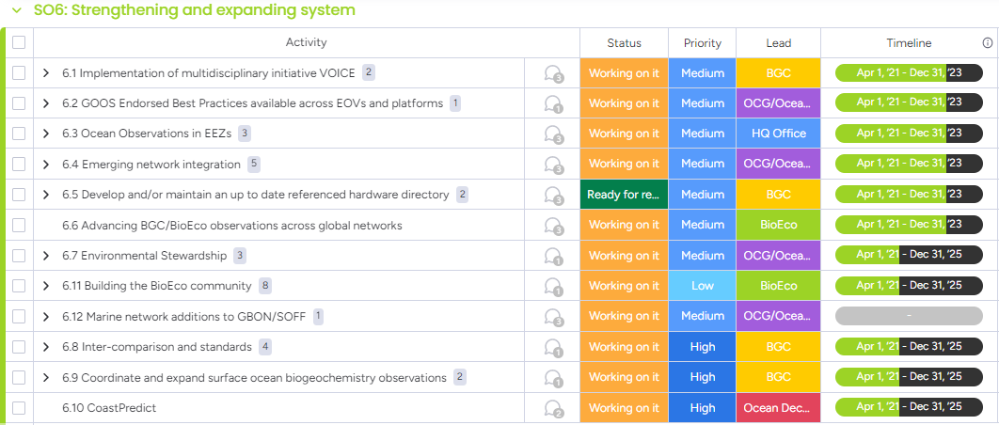 SO6: Strengthening and expanding system
Activity Status Priority Lead Timeline
6.1 Implementation of multidisciplinary initiative VOICE 2 3 Working on it Medium BGC Apr 1, '21 - Dec 31, '23
6.2 GOOS Endorsed Best Practices available across EOVs and platforms 1 1 Working on it Medium OCG/Ocea... Apr 1, '21 - Dec 31, '23
6.3 Ocean Observations in EEZs 3 3 Working on it Medium HQ Office Apr 1, '21 - Dec 31, '23
6.4 Emerging network integration 5 3 Working on it Medium OCG/Ocea... Apr 1, '21 - Dec 31, '23
6.5 Develop and/or maintain an up to date referenced hardware directory 2 3 Ready for re... Medium BGC Apr 1, '21 - Dec 31, '23
6.6 Advancing BGC/BioEco observations across global networks 3 Working on it Medium BioEco Apr 1, '21 - Dec 31, '23
6.7 Environmental Stewardship 3 1 Working on it Medium OCG/Ocea... Apr 1, '21 - Dec 31, '25
6.11 Building the BioEco community 8 1 Working on it Low BioEco Apr 1, '21 - Dec 31, '25
6.12 Marine network additions to GBON/SOFF 1 3 Working on it Medium OCG/Ocea... -
6.8 Inter-comparison and standards 4 1 Working on it High BGC Apr 1, '21 - Dec 31, '25
6.9 Coordinate and expand surface ocean biogeochemistry observations 2 1 Working on it High BGC Apr 1, '21 - Dec 31, '25
6.10 CoastPredict 2 Working on it High Ocean Dec... Apr 1, '21 - Dec 31, '25